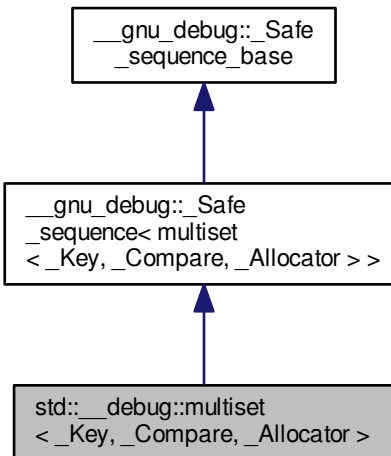 __gnu_debug::_Safe
_sequence_base
__gnu_debug::_Safe
_sequence< multiset
< _Key, _Compare, _Allocator > >
std::__debug::multiset
< _Key, _Compare, _Allocator >